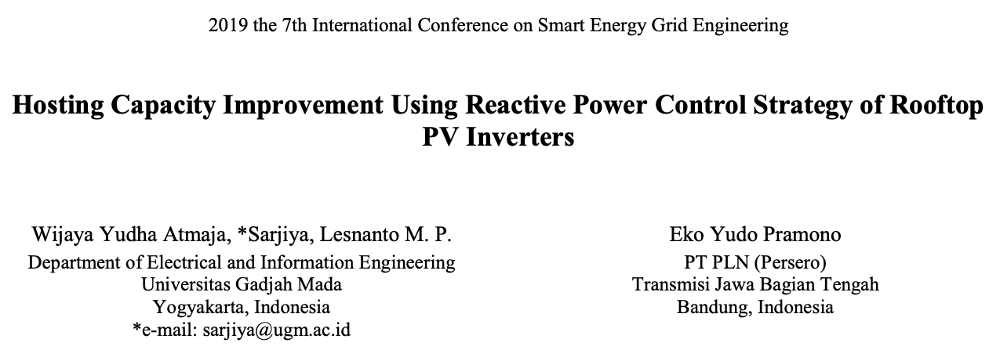 2019 the 7th International Conference on Smart Energy Grid Engineering
Hosting Capacity Improvement Using Reactive Power Control Strategy of Rooftop
PV Inverters
Wijaya Yudha Atmaja, *Sarjiya, Lesnanto M. P.
Department of Electrical and Information Engineering
Universitas Gadjah Mada
Yogyakarta, Indonesia
*e-mail: sarjiya@ugm.ac.id
Eko Yudo Pramono
PT PLN (Persero)
Transmisi Jawa Bagian Tengah
Bandung, Indonesia